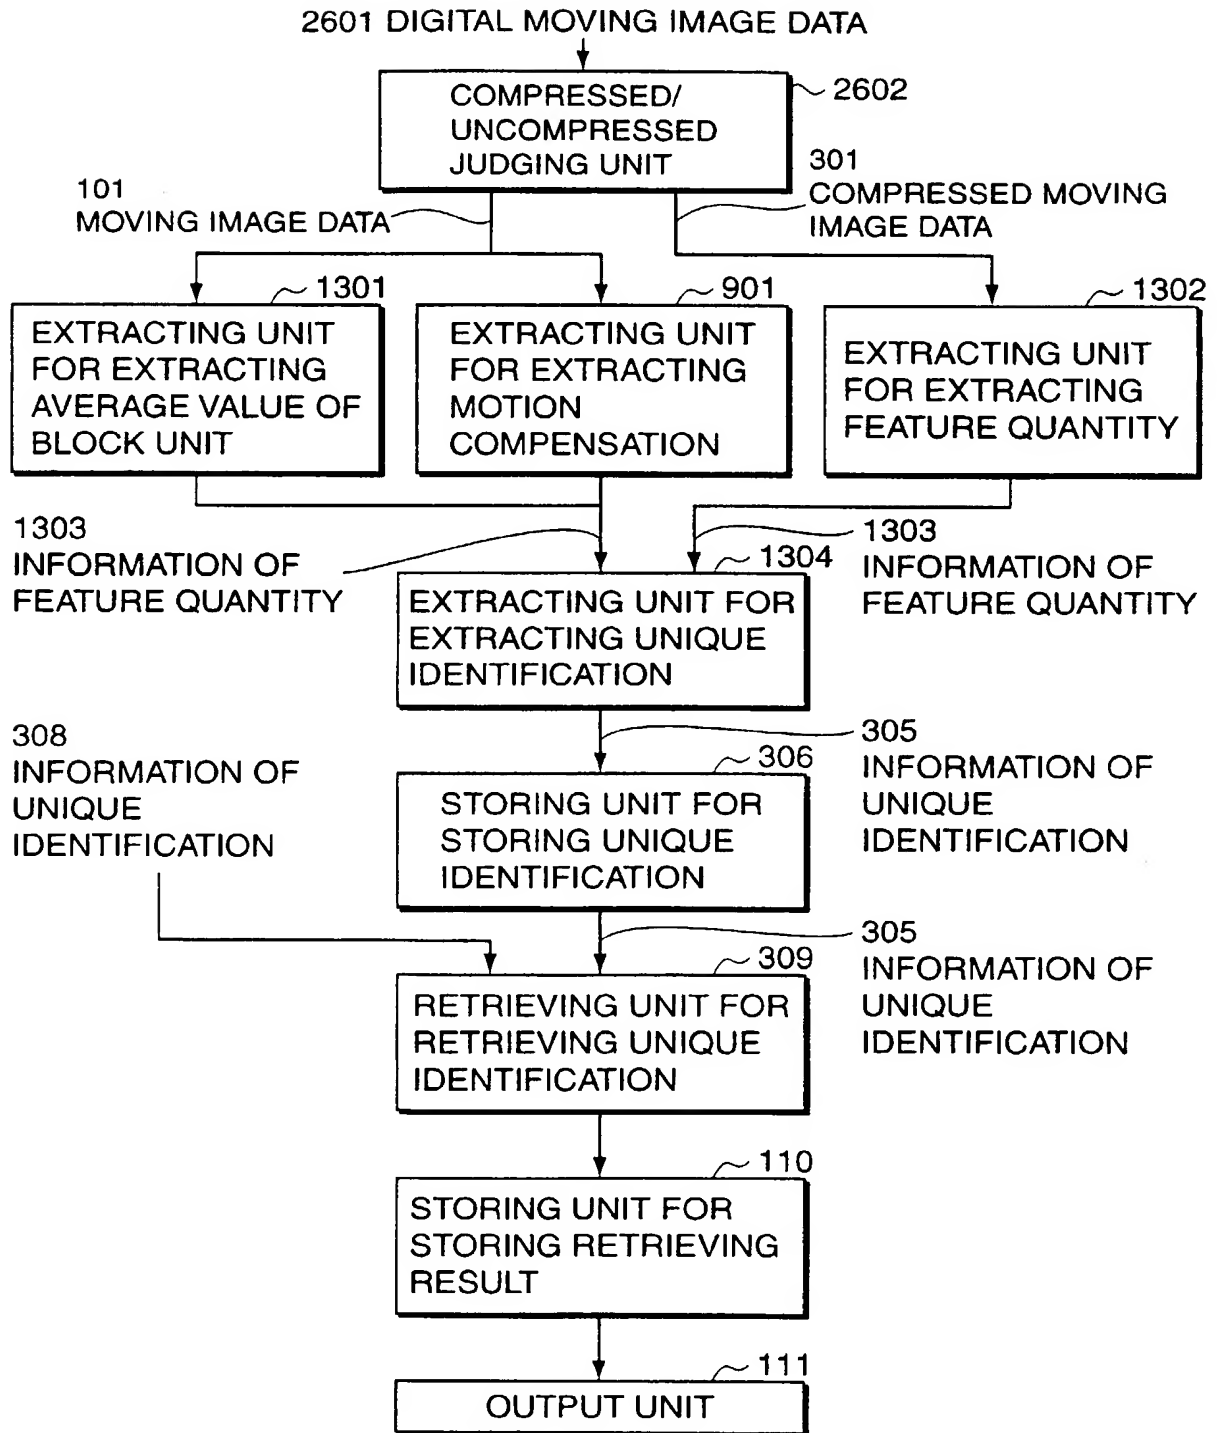 2601 DIGITAL MOVING IMAGE DATA
COMPRESSED/
UNCOMPRESSED
JUDGING UNIT
2602
101
MOVING IMAGE DATA
301
COMPRESSED MOVING
IMAGE DATA
1301
EXTRACTING UNIT
FOR EXTRACTING
AVERAGE VALUE OF
BLOCK UNIT
901
EXTRACTING UNIT
FOR EXTRACTING
MOTION
COMPENSATION
1302
EXTRACTING UNIT
FOR EXTRACTING
FEATURE QUANTITY
1303
INFORMATION OF
FEATURE QUANTITY
1303
INFORMATION OF
FEATURE QUANTITY
1304
EXTRACTING UNIT FOR
EXTRACTING UNIQUE
IDENTIFICATION
305
INFORMATION OF
UNIQUE
IDENTIFICATION
308
INFORMATION OF
UNIQUE
IDENTIFICATION
306
STORING UNIT FOR
STORING UNIQUE
IDENTIFICATION
305
INFORMATION OF
UNIQUE
IDENTIFICATION
309
RETRIEVING UNIT FOR
RETRIEVING UNIQUE
IDENTIFICATION
110
STORING UNIT FOR
STORING RETRIEVING
RESULT
111
OUTPUT UNIT